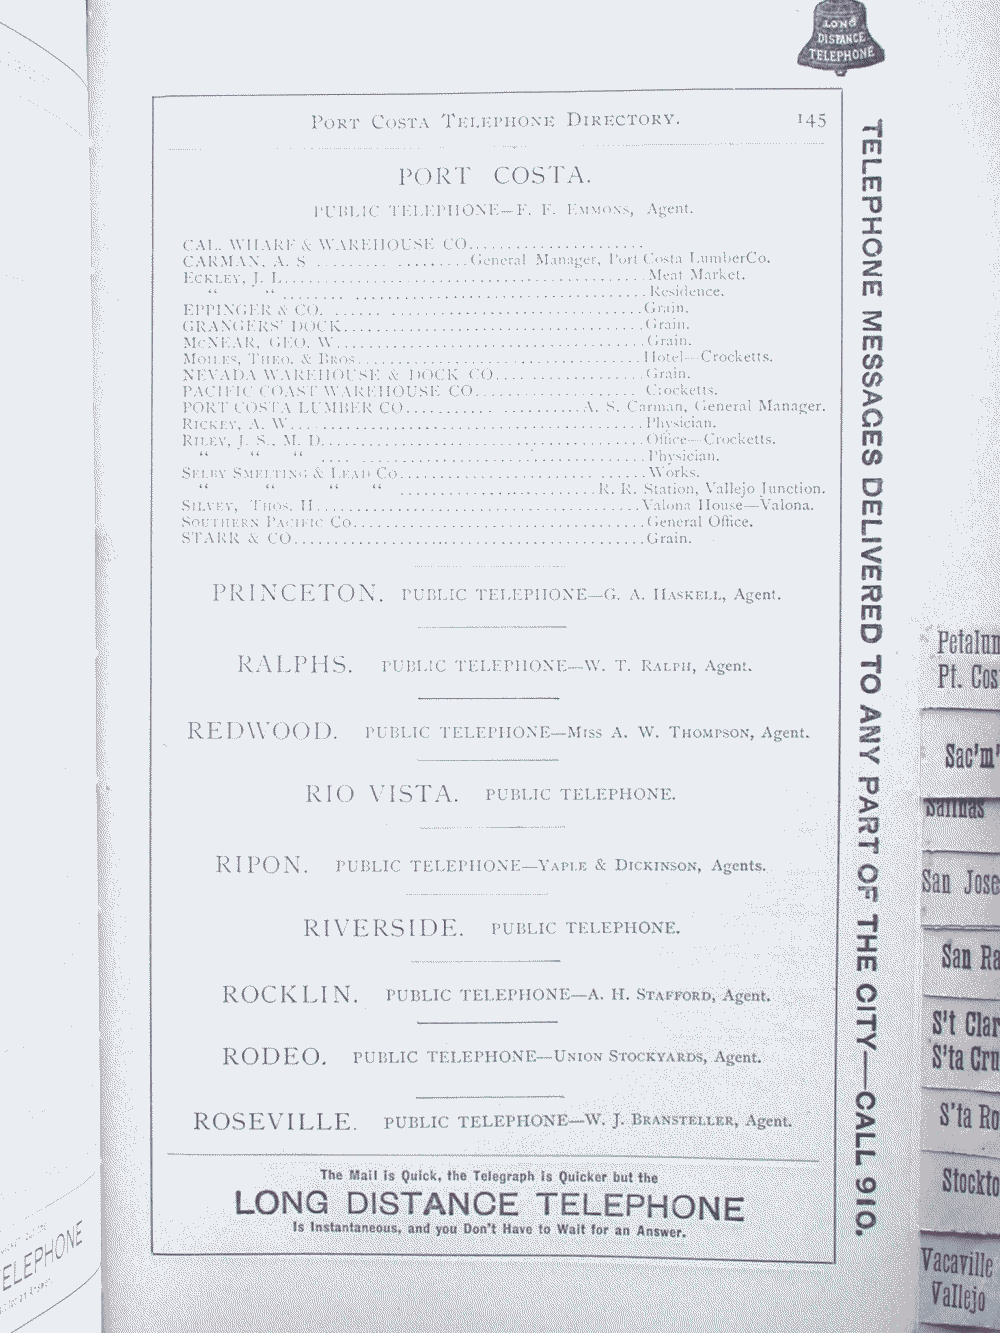 LONG
DISTANCE
TELEPHONE
PORT COSTA TELEPHONE DIRECTORY. 145
PORT COSTA.
PUBLIC TELEPHONE—F. F. EMMONS, Agent.
CAL. WHARF & WAREHOUSE CO......................
CARMAN, A. S ....................General Manager, Port Costa LumberCo.
ECKLEY, J. L................................................Meat Market.
“ “ ........ ......................................Residence.
EPPINGER & CO. ...... .................................Grain.
GRANGERS' DOCK.......................................Grain.
MCNEAR, GEO. W........................................Grain.
MOILES, THEO. & BROS.....................................Hotel—Crocketts.
NEVADA WAREHOUSE & DOCK CO....................Grain.
PACIFIC COAST WAREHOUSE CO...................... Crocketts.
PORT COSTA LUMBER CO.......... ..............A. S. Carman, General Manager.
RICKEY, A. W... ...........................................Physician.
RILEY, J. S., M. D...........................................Office—Crocketts.
“ “ “ .... .....................................Physician.
SELBY SMELTING & LEAD CO................................Works.
“ “ “ “ ..........................R. R. Station, Vallejo Junction.
SILVEY, THOS. H...........................................Valona House—Valona.
SOUTHERN PACIFIC CO......................................General Office.
STARR & CO...............................................Grain.
PRINCETON. PUBLIC TELEPHONE—G. A. HASKELL, Agent.
RALPHS. PUBLIC TELEPHONE—W. T. RALPH, Agent.
REDWOOD. PUBLIC TELEPHONE—MISS A. W. THOMPSON, Agent.
RIO VISTA. PUBLIC TELEPHONE.
RIPON. PUBLIC TELEPHONE—YAPLE & DICKINSON, Agents.
RIVERSIDE. PUBLIC TELEPHONE.
ROCKLIN. PUBLIC TELEPHONE—A. H. STAFFORD, Agent.
RODEO. PUBLIC TELEPHONE—UNION STOCKYARDS, Agent.
ROSEVILLE. PUBLIC TELEPHONE—W. J. BRANSTELLER, Agent.
The Mail is Quick, the Telegraph is Quicker but the
LONG DISTANCE TELEPHONE
Is Instantaneous, and you Don't Have to Wait for an Answer.
TELEPHONE MESSAGES DELIVERED TO ANY PART OF THE CITY—CALL 910.
Petalum
Pt. Cos
Sac'm'
Salinas
San Jose
San Ra
S't Clar
S'ta Cru
S'ta Ro
Stockto
Vacaville
Vallejo
ELEPHONE